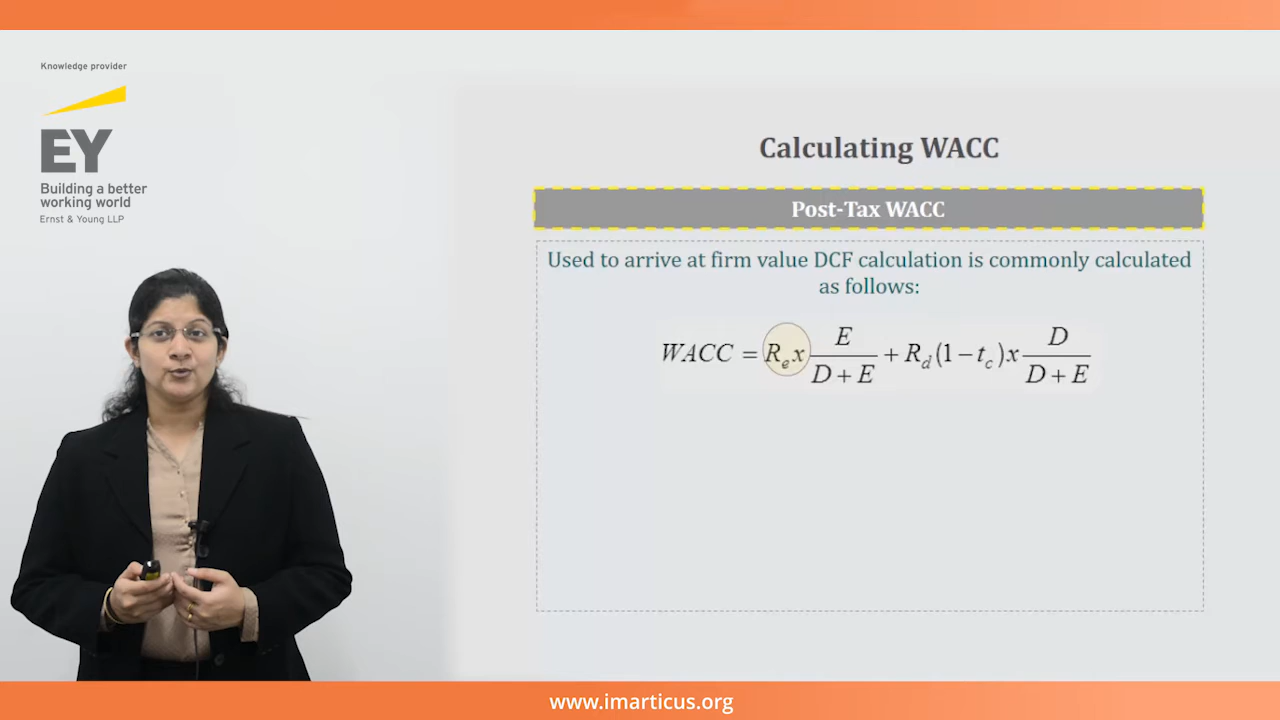 Knowledge provider
EY
Building a better
working world
Ernst & Young LLP
Calculating WACC
Post-Tax WACC
Used to arrive at firm value DCF calculation is commonly calculated
as follows:
WACC = R_e x E/(D + E) + R_d (1 − t_c) x D/(D + E)
www.imarticus.org